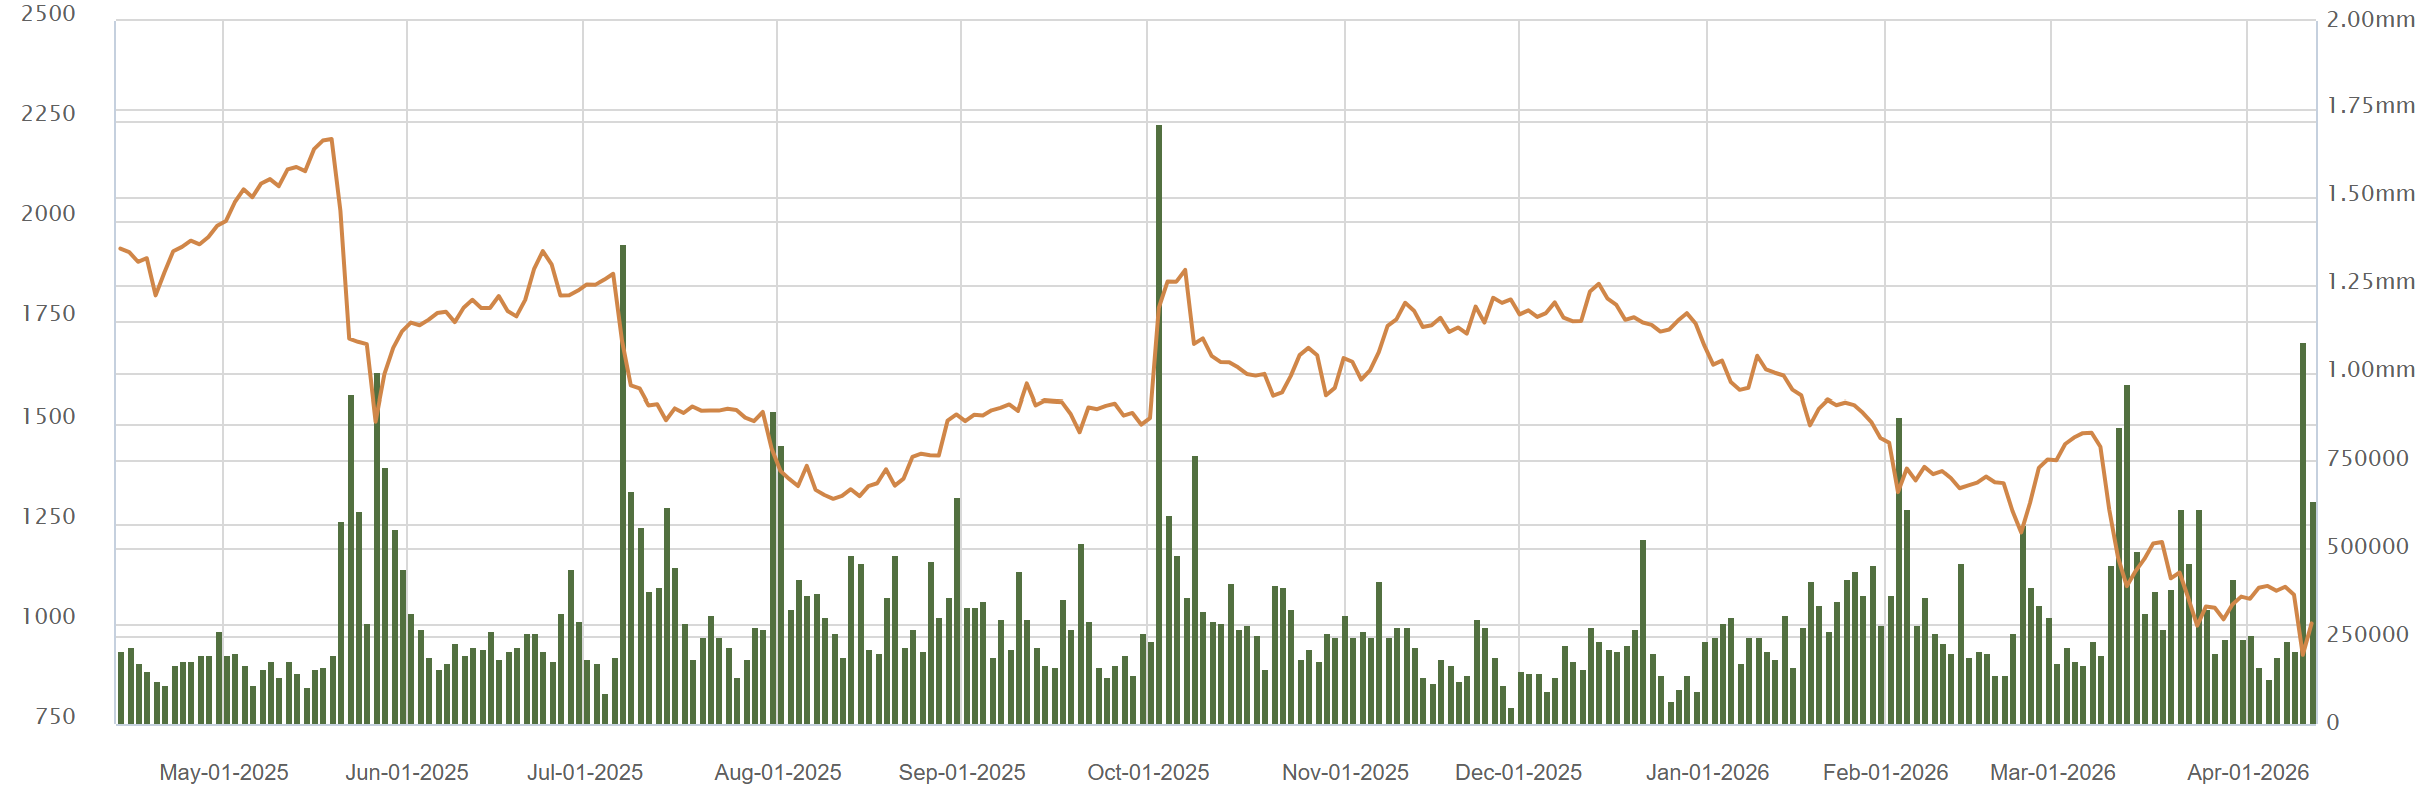 2500
2250
2000
1750
1500
1250
1000
750
2.00mm
1.75mm
1.50mm
1.25mm
1.00mm
750000
500000
250000
0
May-01-2025
Jun-01-2025
Jul-01-2025
Aug-01-2025
Sep-01-2025
Oct-01-2025
Nov-01-2025
Dec-01-2025
Jan-01-2026
Feb-01-2026
Mar-01-2026
Apr-01-2026